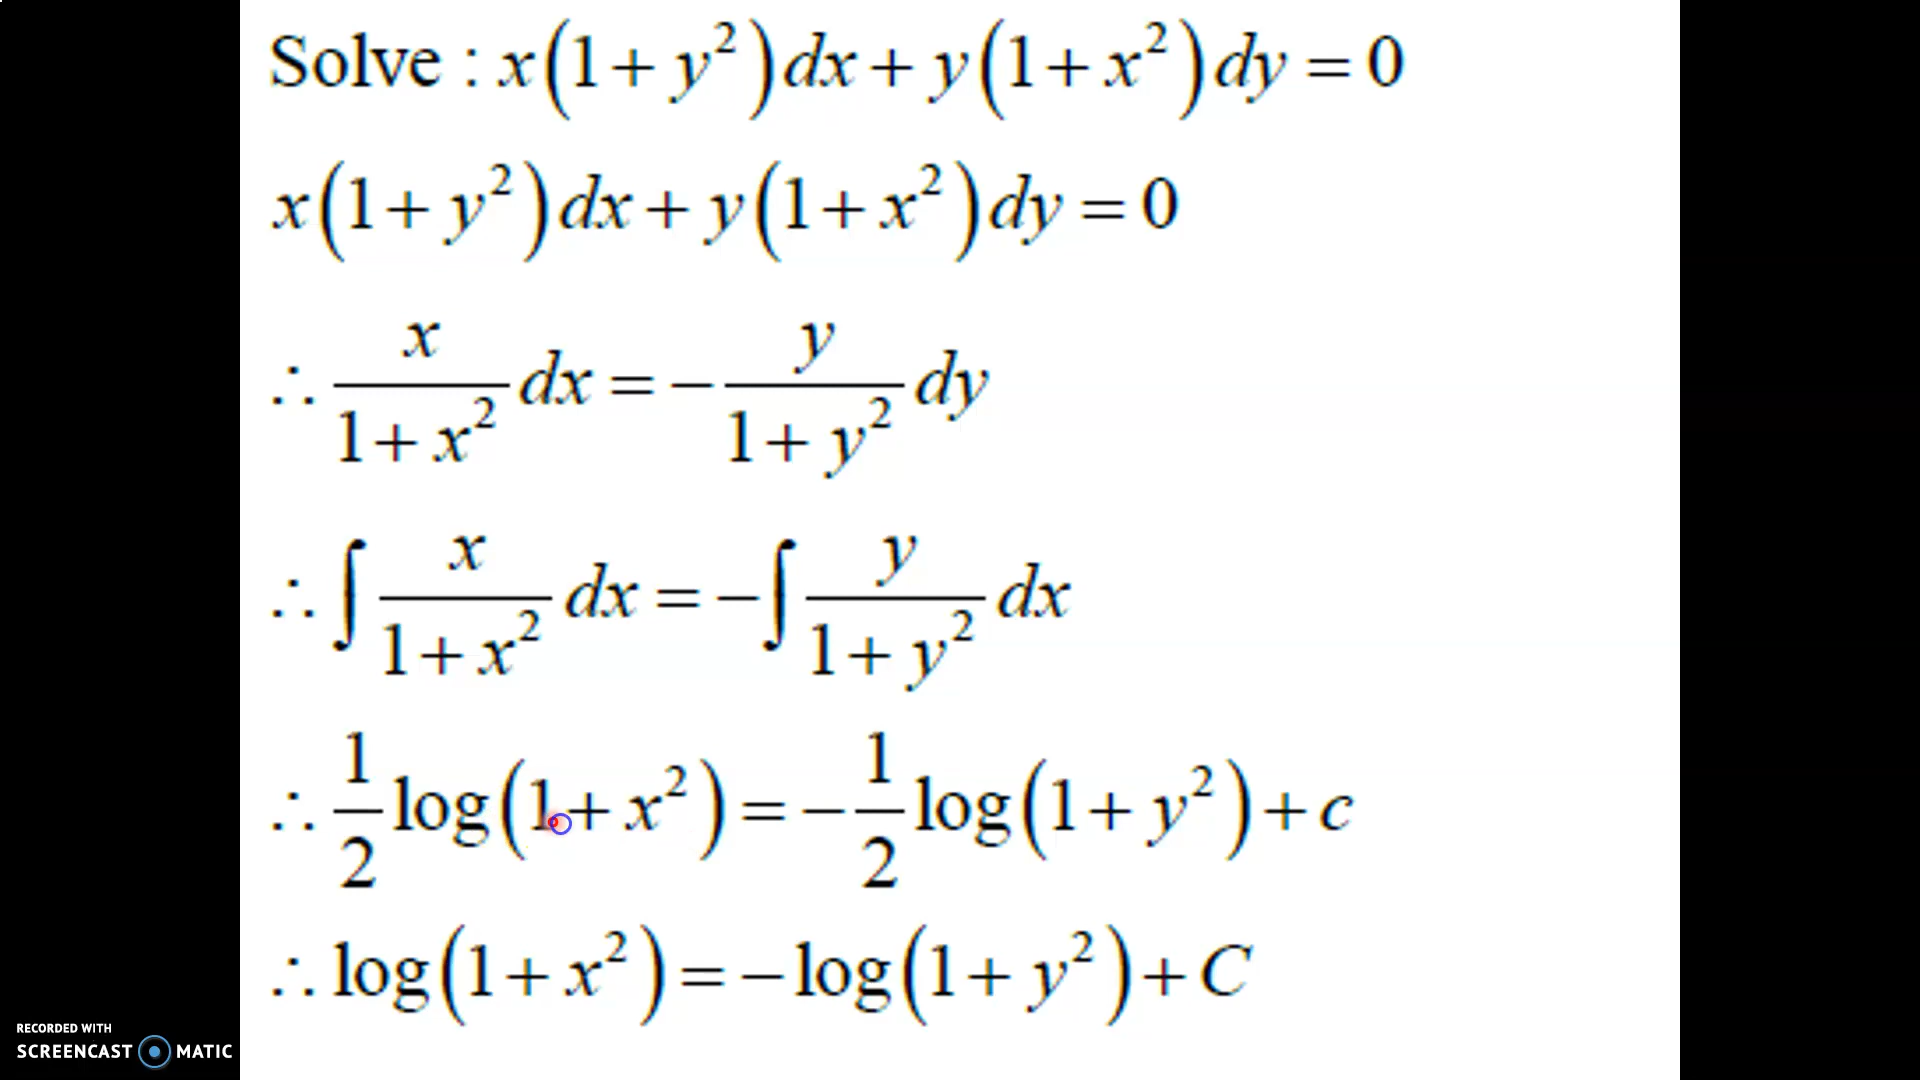 Solve : x(1+y²)dx+y(1+x²)dy=0
x(1+y²)dx+y(1+x²)dy=0
∴ x/(1+x²) dx = − y/(1+y²) dy
∴ ∫ x/(1+x²) dx = −∫ y/(1+y²) dx
∴ 1/2 log(1+x²) = −1/2 log(1+y²)+c
∴ log(1+x²) = −log(1+y²)+C
RECORDED WITH
SCREENCAST MATIC